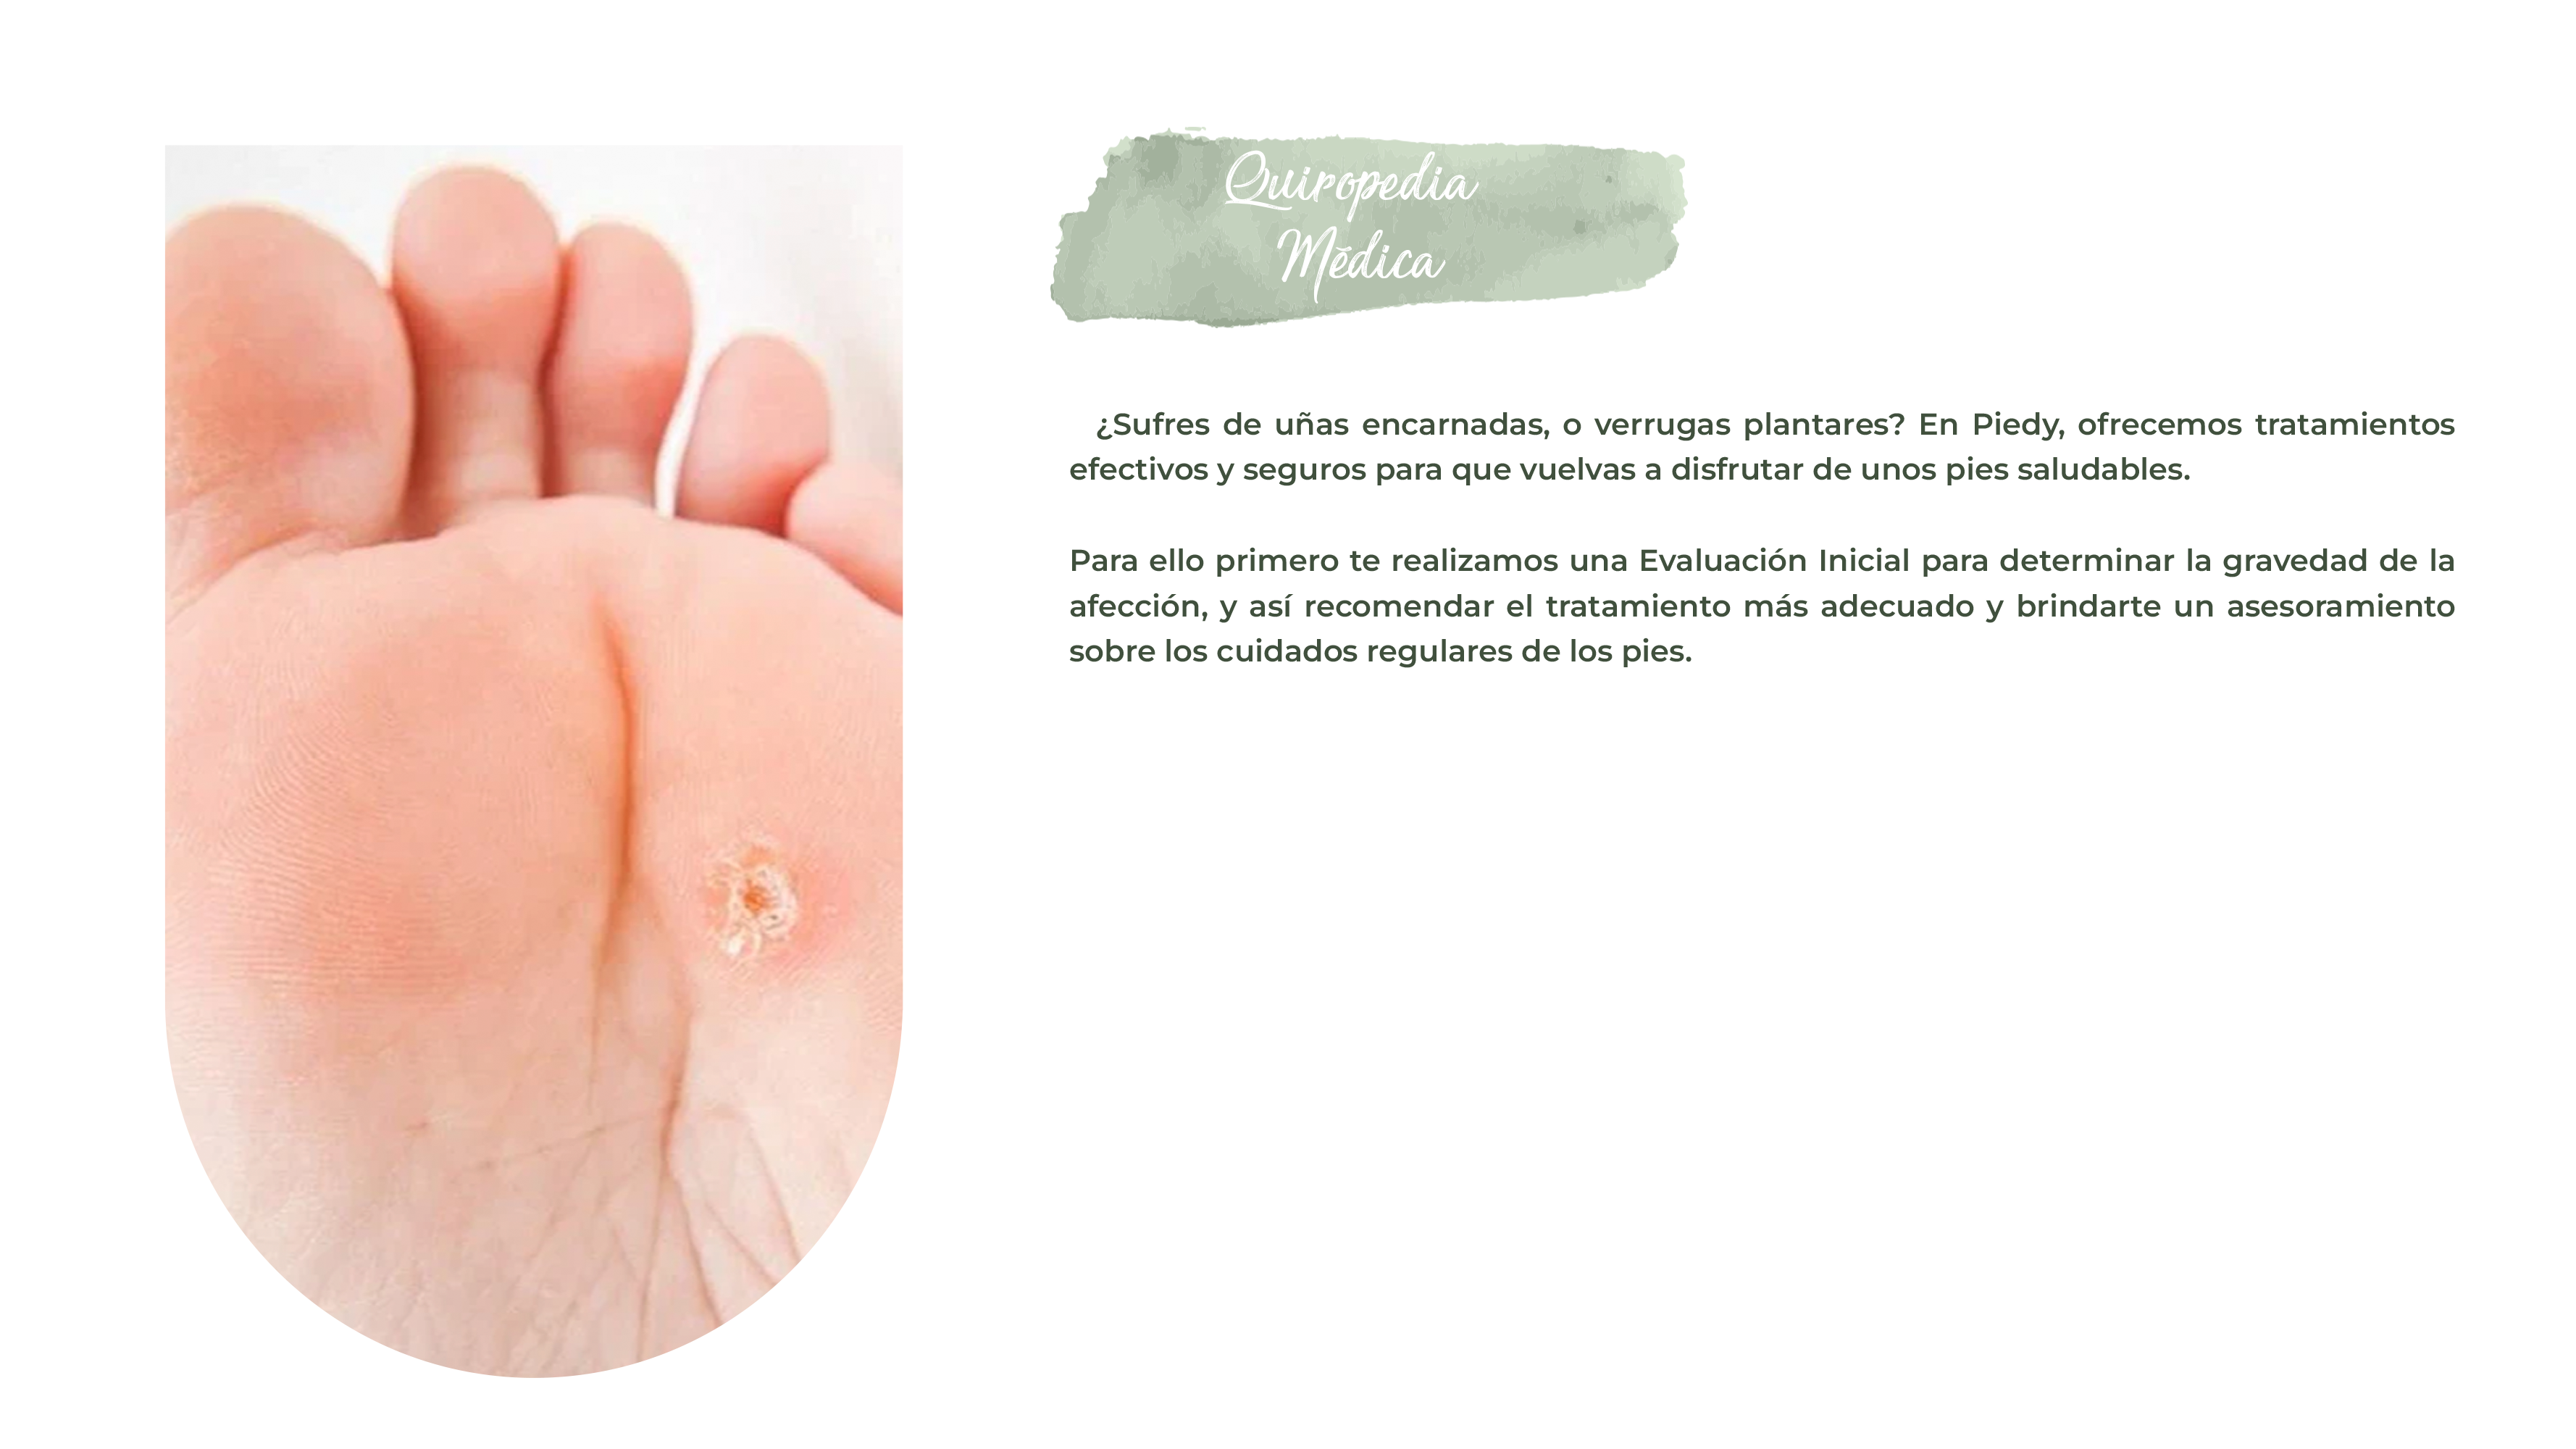 Quiropedia
Médica
¿Sufres de uñas encarnadas, o verrugas plantares? En Piedy, ofrecemos tratamientos
efectivos y seguros para que vuelvas a disfrutar de unos pies saludables.
Para ello primero te realizamos una Evaluación Inicial para determinar la gravedad de la
afección, y así recomendar el tratamiento más adecuado y brindarte un asesoramiento
sobre los cuidados regulares de los pies.